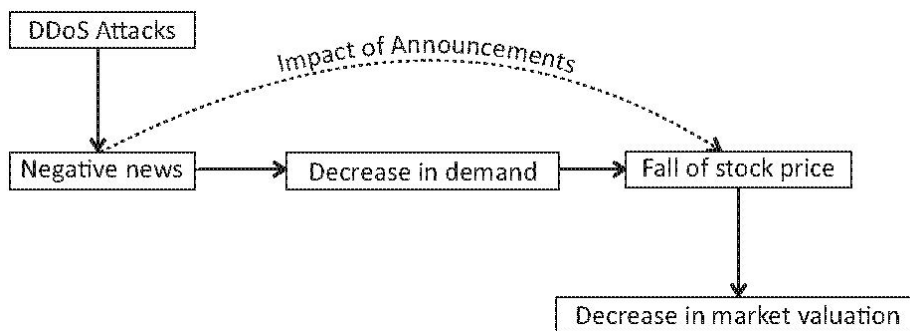 DDoS Attacks
Impact of Announcements
Negative news
Decrease in demand
Fall of stock price
Decrease in market valuation